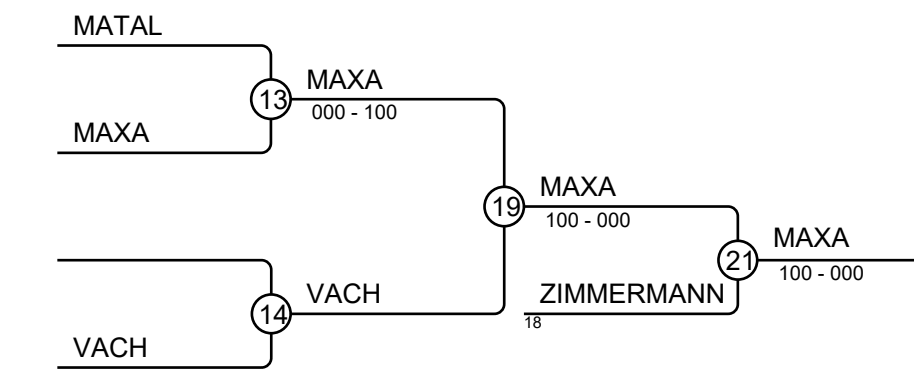 MATAL
MAXA
13
000 - 100
MAXA
MAXA
19
100 - 000
MAXA
21
100 - 000
VACH
14
ZIMMERMANN
18
VACH